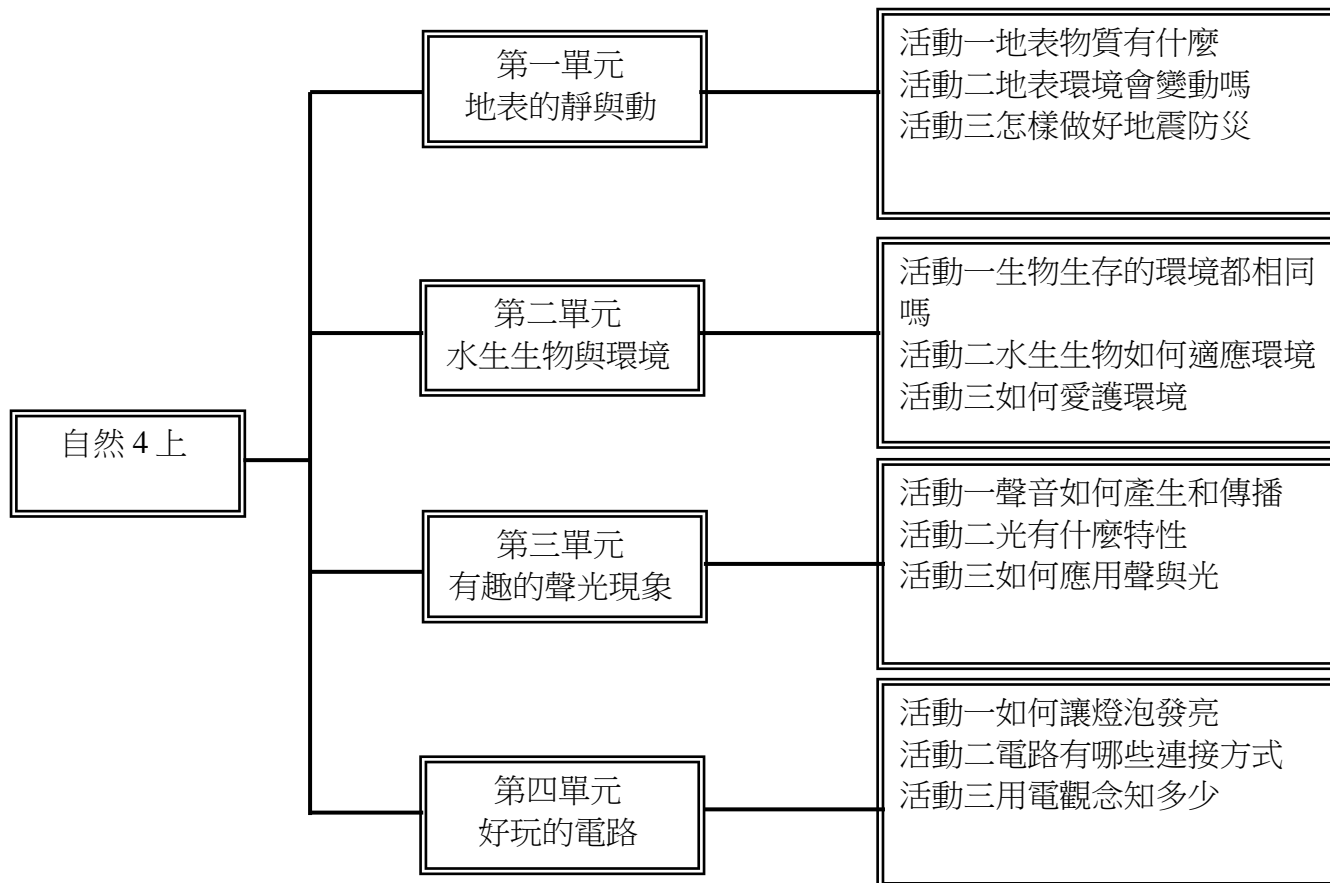 自然 4 上
第一單元
地表的靜與動
活動一地表物質有什麼
活動二地表環境會變動嗎
活動三怎樣做好地震防災
第二單元
水生生物與環境
活動一生物生存的環境都相同
嗎
活動二水生生物如何適應環境
活動三如何愛護環境
第三單元
有趣的聲光現象
活動一聲音如何產生和傳播
活動二光有什麼特性
活動三如何應用聲與光
第四單元
好玩的電路
活動一如何讓燈泡發亮
活動二電路有哪些連接方式
活動三用電觀念知多少